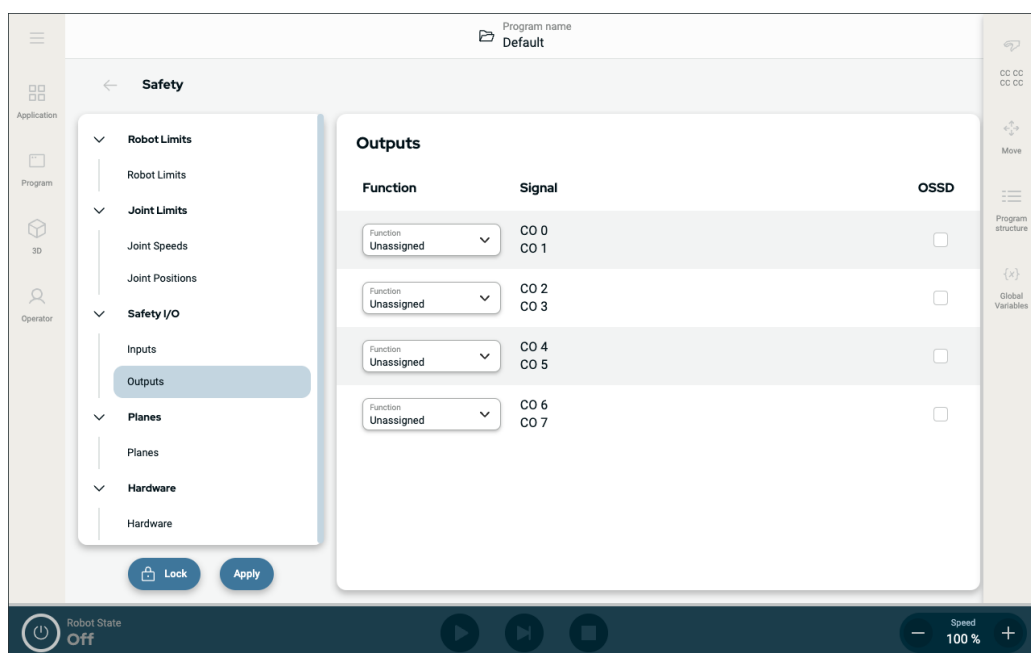 Program name
Default
Application
Program
3D
Operator
Safety
Robot Limits
Robot Limits
Joint Limits
Joint Speeds
Joint Positions
Safety I/O
Inputs
Outputs
Planes
Planes
Hardware
Hardware
Lock
Apply
Outputs
Function Signal OSSD
Function
Unassigned
CO 0
CO 1
Function
Unassigned
CO 2
CO 3
Function
Unassigned
CO 4
CO 5
Function
Unassigned
CO 6
CO 7
CC CC
CC CC
Move
Program
structure
{x}
Global
Variables
Robot State
Off
Speed
100 %